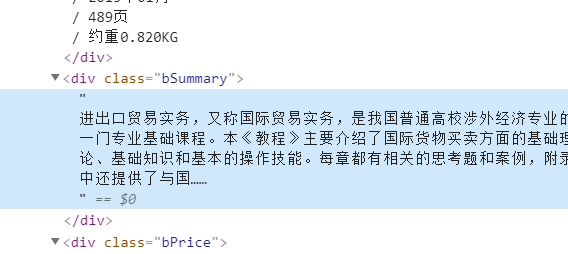 / 489页
/ 约重0.820KG
</div>
▼<div class="bSummary">
"
进出口贸易实务，又称国际贸易实务，是我国普通高校涉外经济专业的
一门专业基础课程。本《教程》主要介绍了国际货物买卖方面的基础理
论、基础知识和基本的操作技能。每章都有相关的思考题和案例，附录
中还提供了与国……
" == $0
</div>
▼<div class="bPrice">